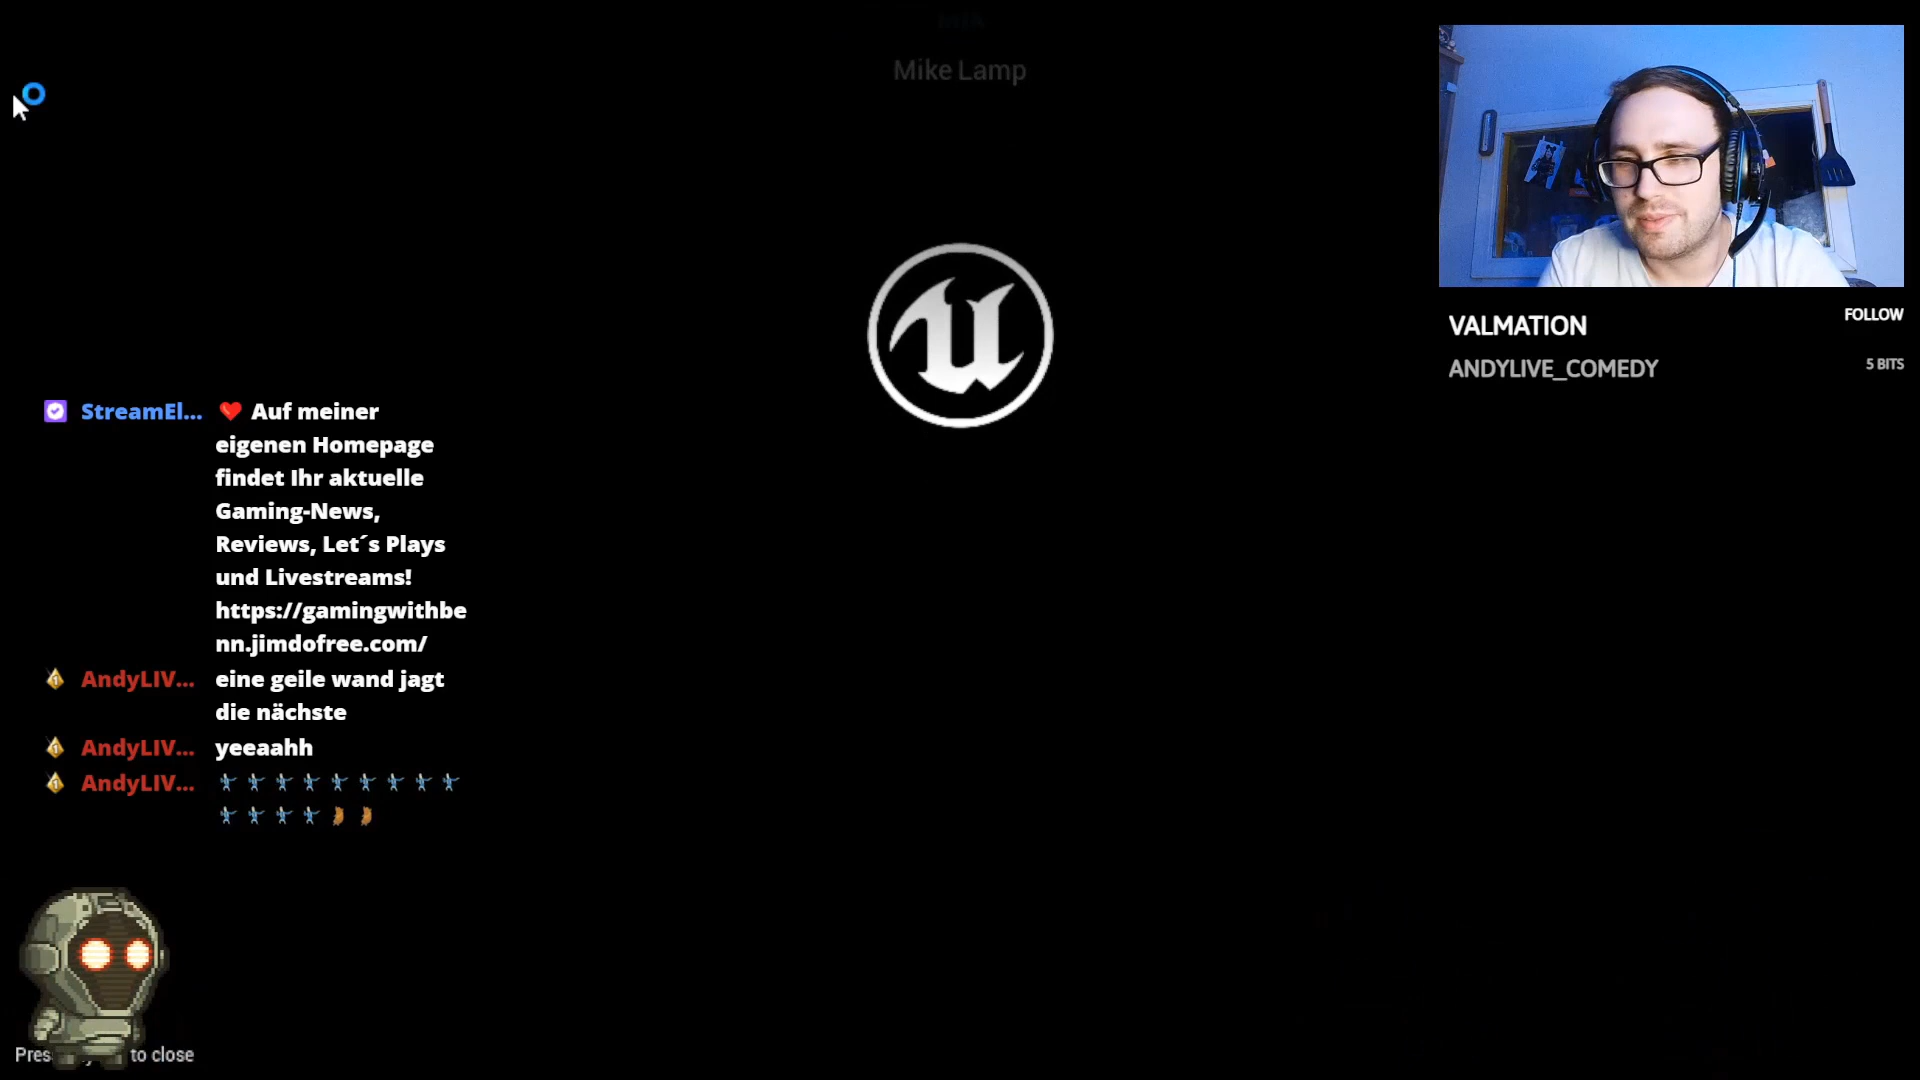 Mike Lamp
VALMATION
FOLLOW
ANDYLIVE_COMEDY
5 BITS
StreamEl... ❤ Auf meiner
eigenen Homepage
findet Ihr aktuelle
Gaming-News,
Reviews, Let´s Plays
und Livestreams!
https://gamingwithbe
nn.jimdofree.com/
AndyLIV... eine geile wand jagt
die nächste
AndyLIV... yeeaahh
AndyLIV...
to close